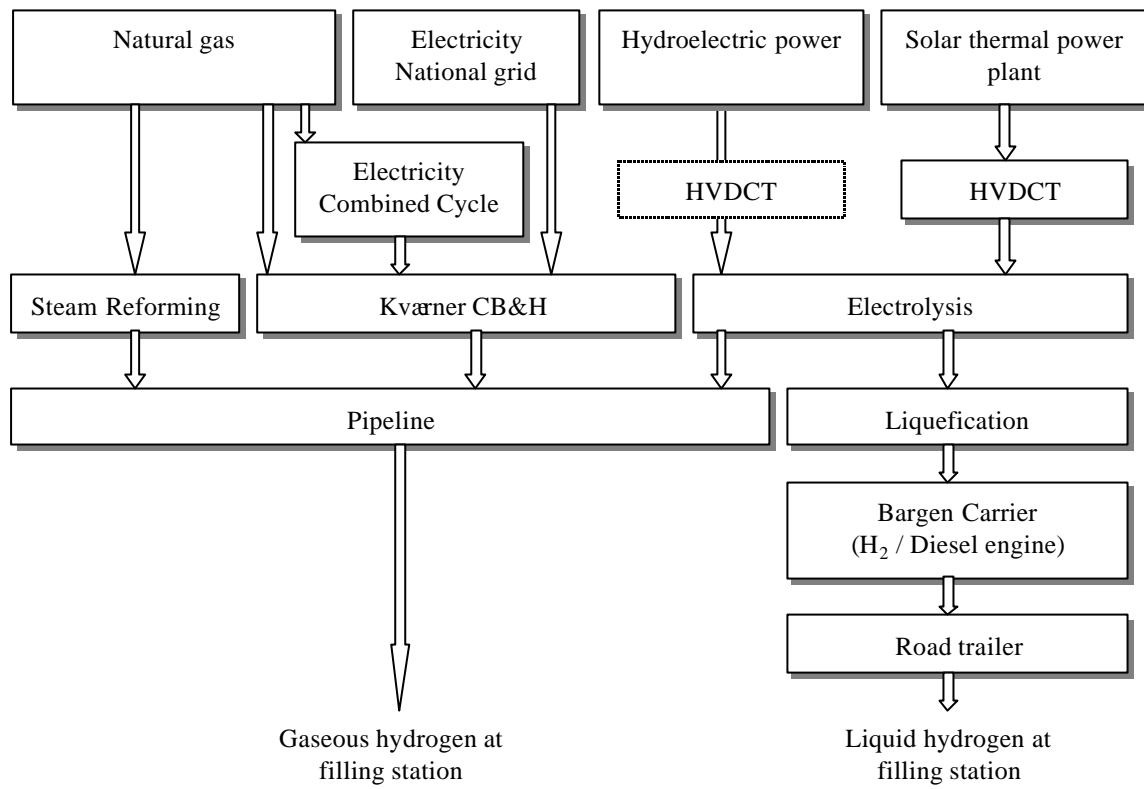 Natural gas
Electricity
National grid
Hydroelectric power
Solar thermal power
plant
Electricity
Combined Cycle
HVDCT
HVDCT
Steam Reforming
Kværner CB&H
Electrolysis
Pipeline
Liquefication
Bargen Carrier
(H₂ / Diesel engine)
Road trailer
Gaseous hydrogen at
filling station
Liquid hydrogen at
filling station